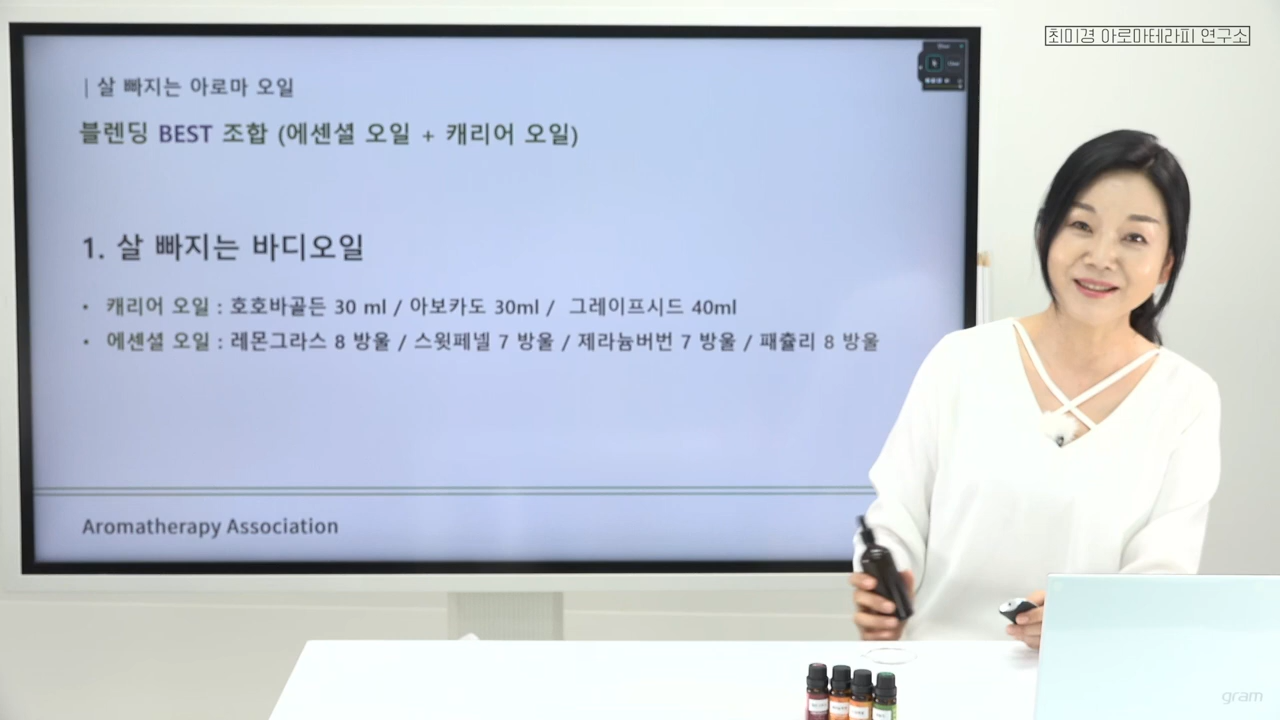 최미경 아로마테라피 연구소
| 살 빠지는 아로마 오일
블렌딩 BEST 조합 (에센셜 오일 + 캐리어 오일)
1. 살 빠지는 바디오일
• 캐리어 오일 : 호호바골든 30 ml / 아보카도 30ml / 그레이프시드 40ml
• 에센셜 오일 : 레몬그라스 8 방울 / 스윗페넬 7 방울 / 제라늄버번 7 방울 / 패츌리 8 방울
Aromatherapy Association
gram